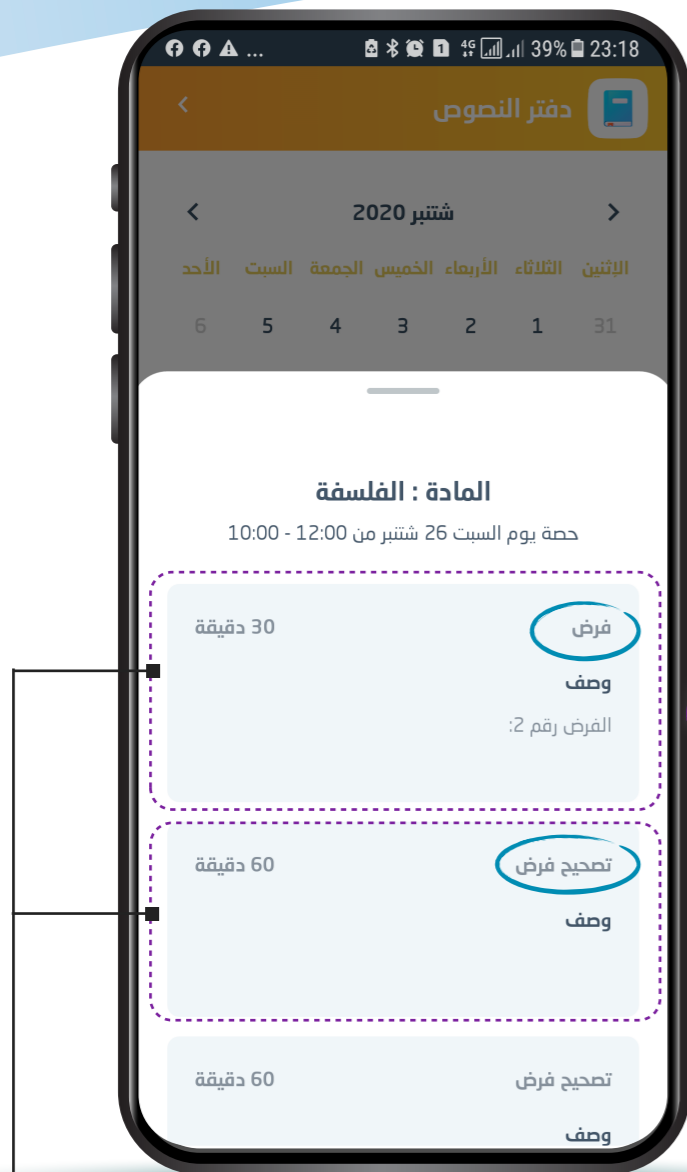 ... 1 4G 39% 23:18
دفتر النصوص
شتنبر 2020
الإثنين الثلاثاء الأربعاء الخميس الجمعة السبت الأحد
31 1 2 3 4 5 6
المادة : الفلسفة
حصة يوم السبت 26 شتنبر من 12:00 - 10:00
فرض 30 دقيقة
وصف
الفرض رقم 2:
تصحيح فرض 60 دقيقة
وصف
تصحيح فرض 60 دقيقة
وصف